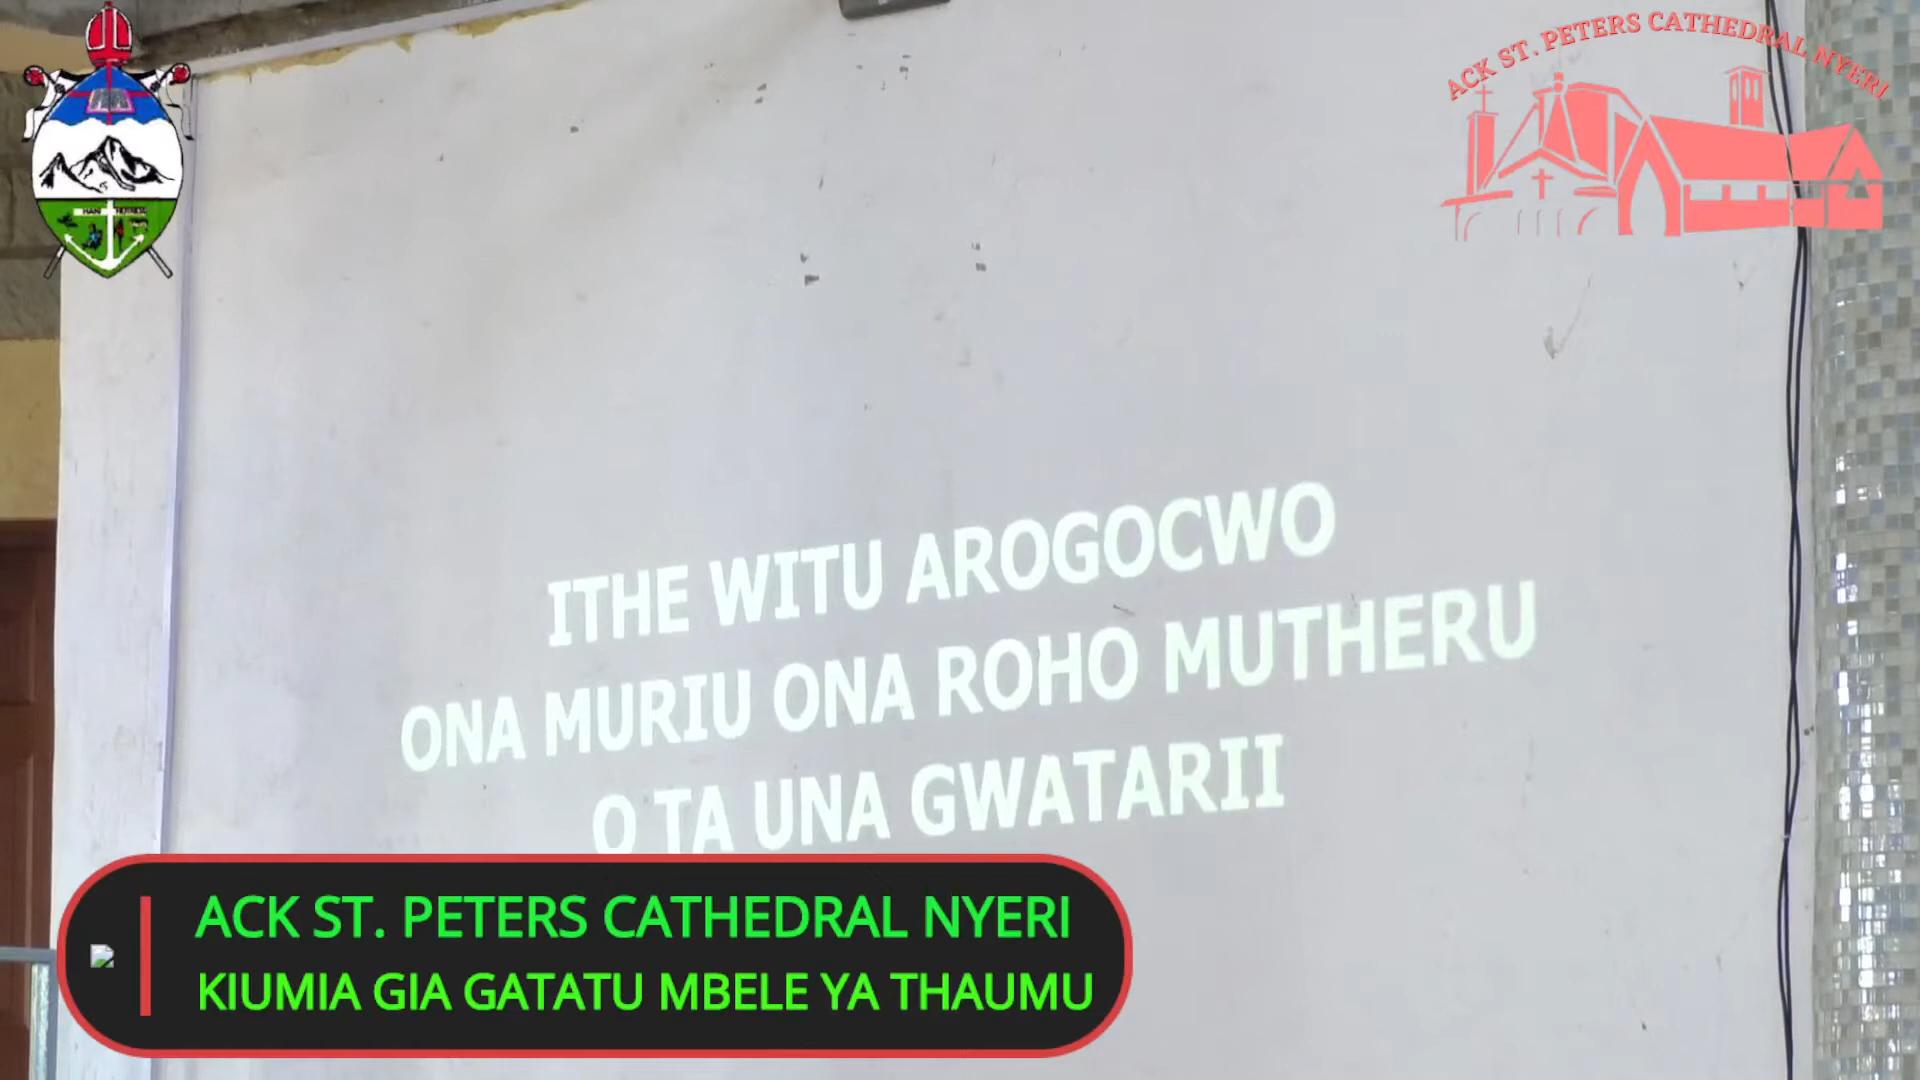 ACK ST. PETERS CATHEDRAL NYERI
ITHE WITU AROGOCWO
ONA MURIU ONA ROHO MUTHERU
O TA UNA GWATARII
ACK ST. PETERS CATHEDRAL NYERI
KIUMIA GIA GATATU MBELE YA THAUMU